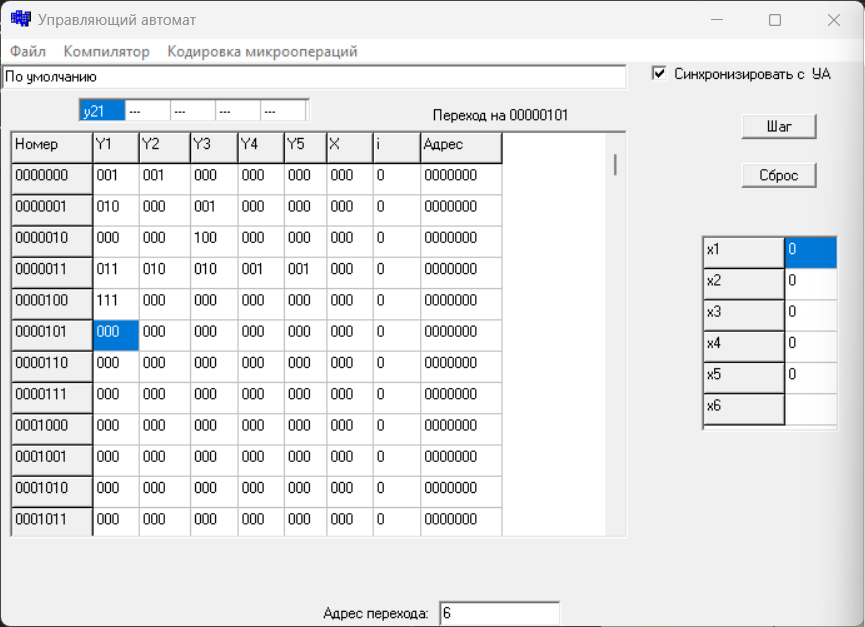 Управляющий автомат
Файл Компилятор Кодировка микроопераций
По умолчанию
Синхронизировать с УА
y21 --- --- --- ---
Переход на 00000101
Шаг
Сброс
Номер Y1 Y2 Y3 Y4 Y5 X i Адрес
0000000 001 001 000 000 000 000 0 0000000
0000001 010 000 001 000 000 000 0 0000000
0000010 000 000 100 000 000 000 0 0000000
0000011 011 010 010 001 001 000 0 0000000
0000100 111 000 000 000 000 000 0 0000000
0000101 000 000 000 000 000 000 0 0000000
0000110 000 000 000 000 000 000 0 0000000
0000111 000 000 000 000 000 000 0 0000000
0001000 000 000 000 000 000 000 0 0000000
0001001 000 000 000 000 000 000 0 0000000
0001010 000 000 000 000 000 000 0 0000000
0001011 000 000 000 000 000 000 0 0000000
x1 0
x2 0
x3 0
x4 0
x5 0
x6
Адрес перехода: 6